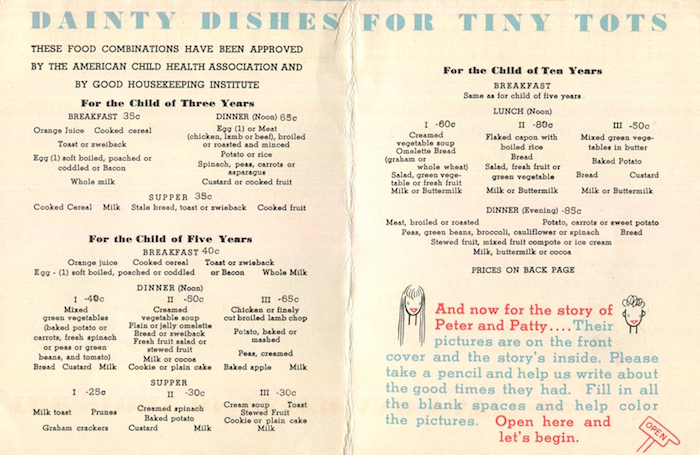 DAINTY DISHES FOR TINY TOTS
THESE FOOD COMBINATIONS HAVE BEEN APPROVED
BY THE AMERICAN CHILD HEALTH ASSOCIATION AND
BY GOOD HOUSEKEEPING INSTITUTE
For the Child of Three Years
BREAKFAST 35c
Orange Juice Cooked cereal
Toast or zweiback
Egg (1) soft boiled, poached or
coddled or Bacon
Whole milk
DINNER (Noon) 65c
Egg (1) or Meat
(chicken, lamb or beef), broiled
or roasted and minced
Potato or rice
Spinach, peas, carrots or
asparagus
Custard or cooked fruit
SUPPER 35c
Cooked Cereal Milk Stale bread, toast or zwieback Cooked fruit
For the Child of Five Years
BREAKFAST 40c
Orange juice Cooked cereal Toast or zwieback
Egg - (1) soft boiled, poached or coddled or Bacon Whole Milk
DINNER (Noon)
I -40c
Mixed
green vegetables
(baked potato or
carrots, fresh spinach
or peas or green
beans, and tomato)
Bread Custard Milk
II -50c
Creamed
vegetable soup
Plain or jelly omelette
Bread or zwieback
Fresh fruit salad or
stewed fruit
Milk or cocoa
Cookie or plain cake
III -65c
Chicken or finely
cut broiled lamb chop
Potato, baked or
mashed
Peas, creamed
Baked apple Milk
SUPPER
I -25c
Milk toast Prunes
Graham crackers
II -30c
Creamed spinach
Baked potato
Custard Milk
III -30c
Cream soup Toast
Stewed Fruit
Cookie or plain cake
Milk
For the Child of Ten Years
BREAKFAST
Same as for child of five years
LUNCH (Noon)
I -60c
Creamed
vegetable soup
Omelette Bread
(graham or
whole wheat)
Salad, green vege-
table or fresh fruit
Milk or Buttermilk
II -80c
Flaked capon with
boiled rice
Bread
Salad, fresh fruit or
green vegetable
Milk or Buttermilk
III -50c
Mixed green vege-
tables in butter
Baked Potato
Bread Custard
Milk or Buttermilk
DINNER (Evening) -85c
Meat, broiled or roasted Potato, carrots or sweet potato
Peas, green beans, broccoli, cauliflower or spinach Bread
Stewed fruit, mixed fruit compote or ice cream
Milk, buttermilk or cocoa
PRICES ON BACK PAGE
And now for the story of
Peter and Patty.... Their
pictures are on the front
cover and the story's inside. Please
take a pencil and help us write about
the good times they had. Fill in all
the blank spaces and help color
the pictures. Open here and
let's begin.
OPEN